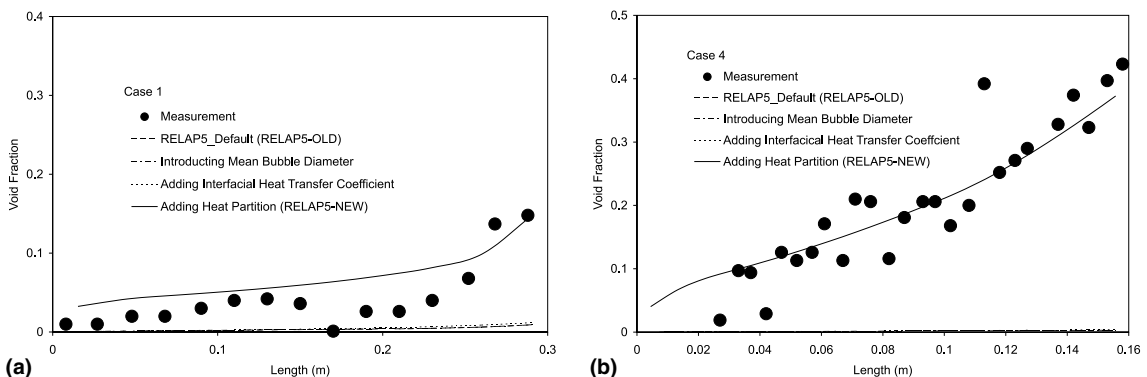 0.4
0.3
0.2
0.1
0
Void Fraction
Case 1
Measurement
RELAP5_Default (RELAP5-OLD)
Introducing Mean Bubble Diameter
Adding Interfacial Heat Transfer Coefficient
Adding Heat Partition (RELAP5-NEW)
0
0.1
0.2
0.3
Length (m)
(a)
0.5
0.4
0.3
0.2
0.1
0
Void Fraction
Case 4
Measurement
RELAP5_Default (RELAP5-OLD)
Introducing Mean Bubble Diameter
Adding Interfacical Heat Transfer Coeffcient
Adding Heat Partition (RELAP5-NEW)
0
0.02
0.04
0.06
0.08
0.10
0.12
0.14
0.16
Length (m)
(b)